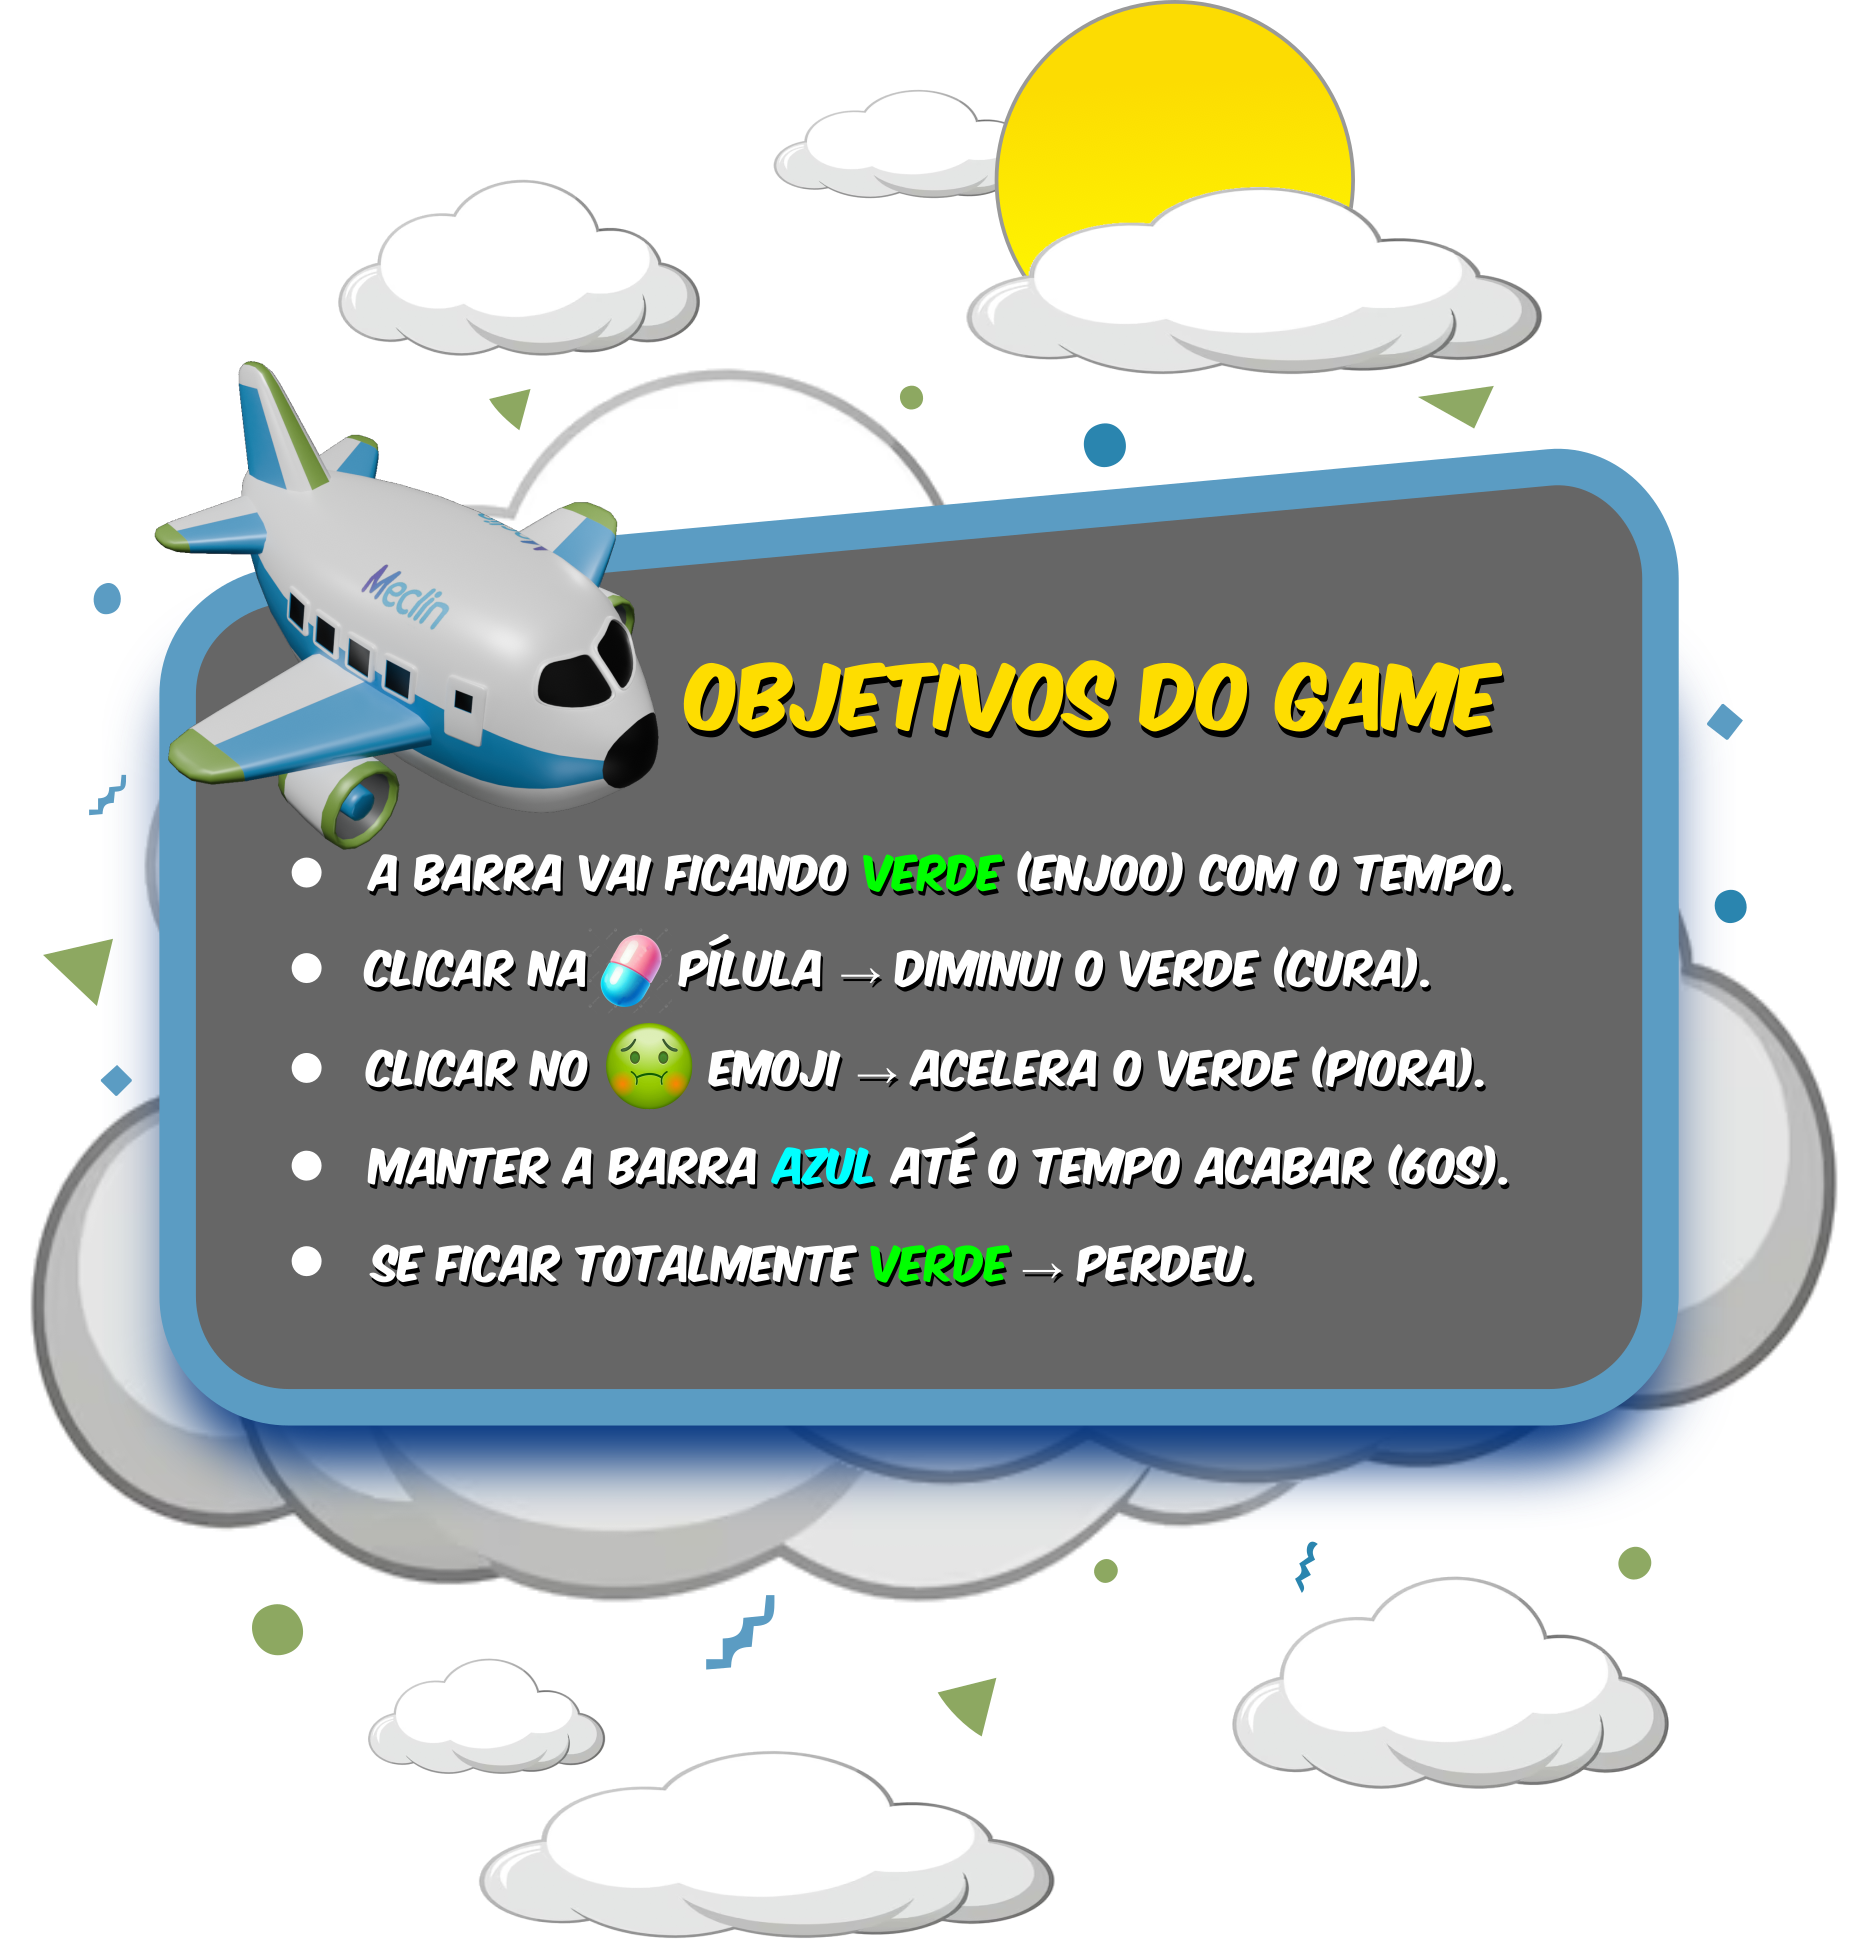 Meclin
OBJETIVOS DO GAME
A BARRA VAI FICANDO VERDE (ENJOO) COM O TEMPO.
CLICAR NA PÍLULA → DIMINUI O VERDE (CURA).
CLICAR NO EMOJI → ACELERA O VERDE (PIORA).
MANTER A BARRA AZUL ATÉ O TEMPO ACABAR (60S).
SE FICAR TOTALMENTE VERDE → PERDEU.